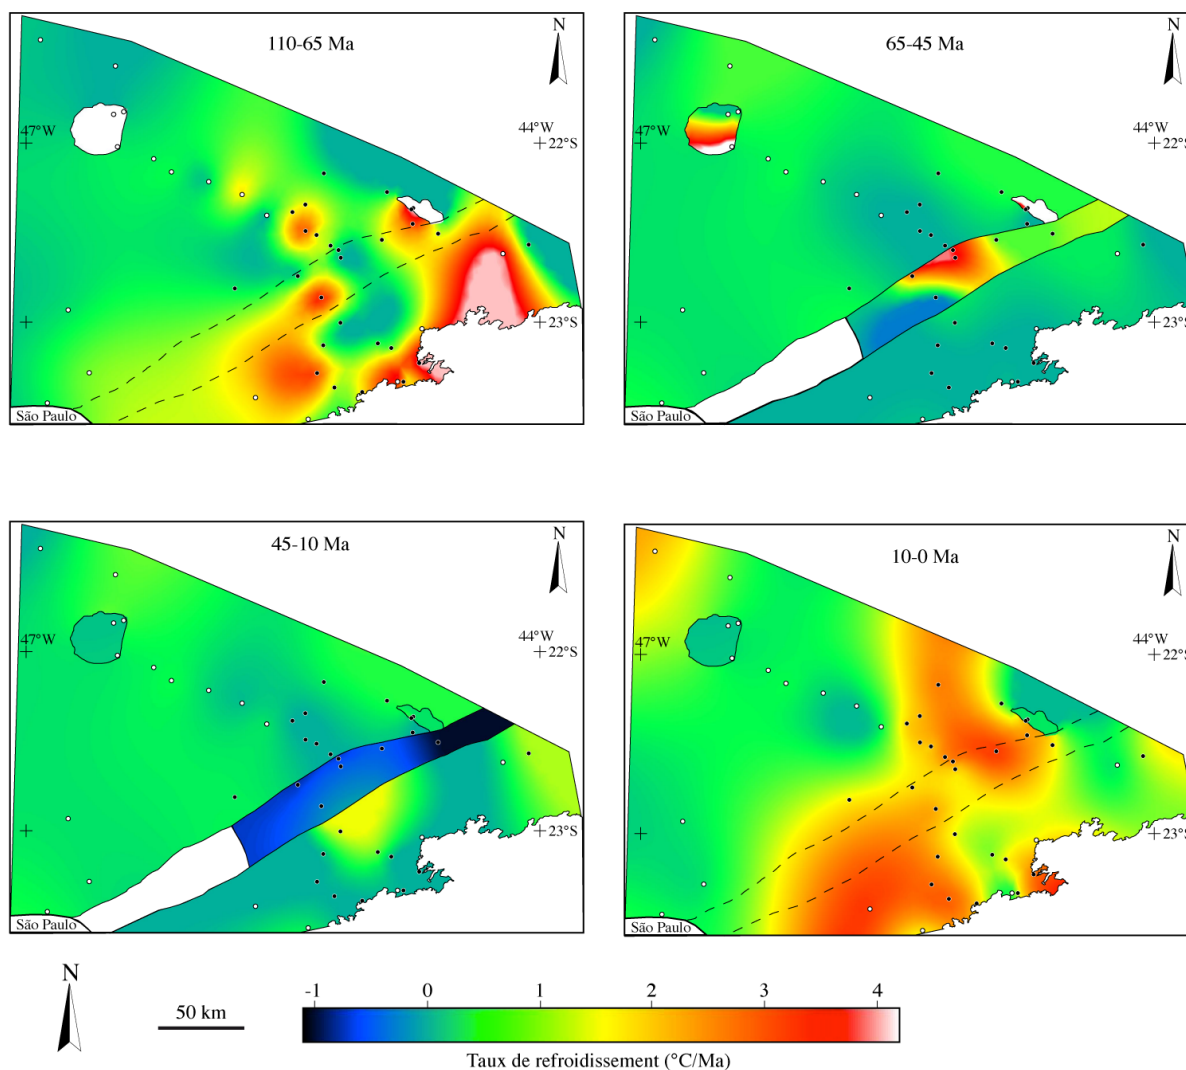 110-65 Ma
N
47°W
44°W
22°S
23°S
São Paulo
65-45 Ma
N
47°W
44°W
22°S
23°S
São Paulo
45-10 Ma
N
47°W
44°W
22°S
23°S
São Paulo
10-0 Ma
N
47°W
44°W
22°S
23°S
São Paulo
N
50 km
-1 0 1 2 3 4
Taux de refroidissement (°C/Ma)